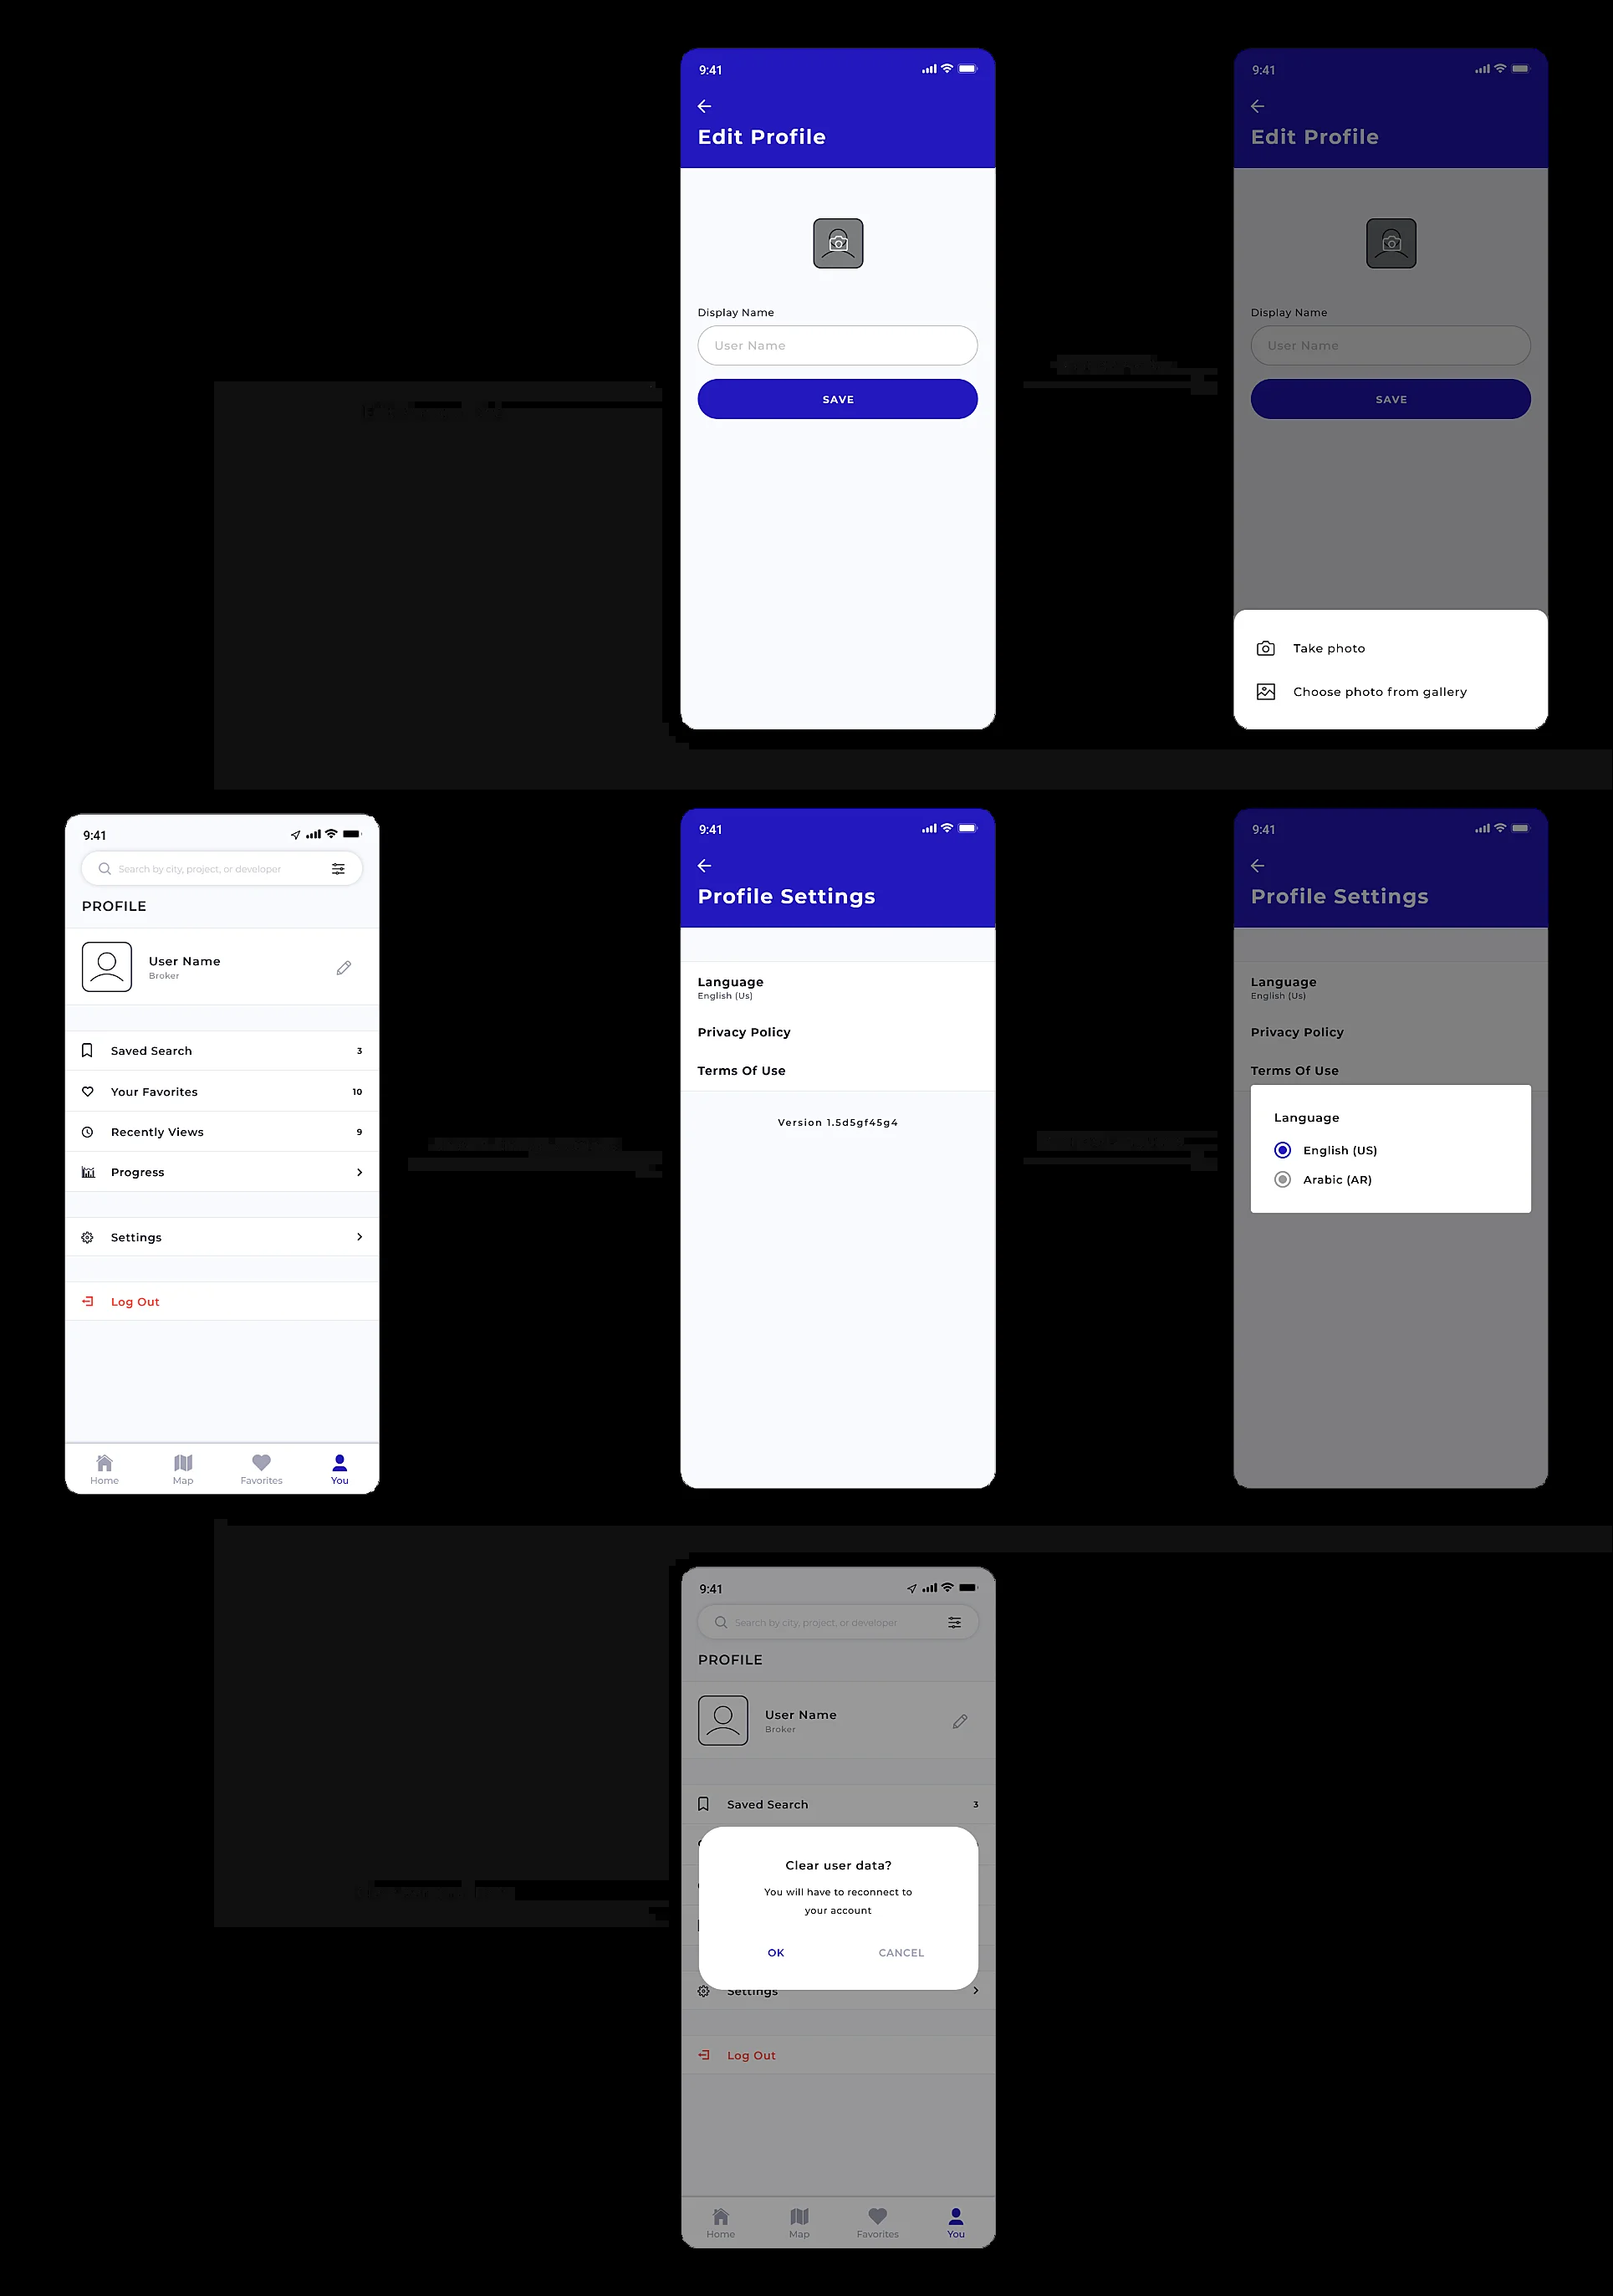 9:41
Edit Profile
Display Name
User Name
SAVE
9:41
Edit Profile
Display Name
User Name
SAVE
Take photo
Choose photo from gallery
9:41
Search by city, project, or developer
PROFILE
User Name
Broker
Saved Search 3
Your Favorites 10
Recently Views 9
Progress
Settings
Log Out
Home Map Favorites You
9:41
Profile Settings
Language
English (Us)
Privacy Policy
Terms Of Use
Version 1.5d5gf45g4
9:41
Profile Settings
Language
English (Us)
Privacy Policy
Terms Of Use
Language
English (US)
Arabic (AR)
9:41
Search by city, project, or developer
PROFILE
User Name
Broker
Saved Search 3
Clear user data?
You will have to reconnect to
your account
OK CANCEL
Settings
Log Out
Home Map Favorites You